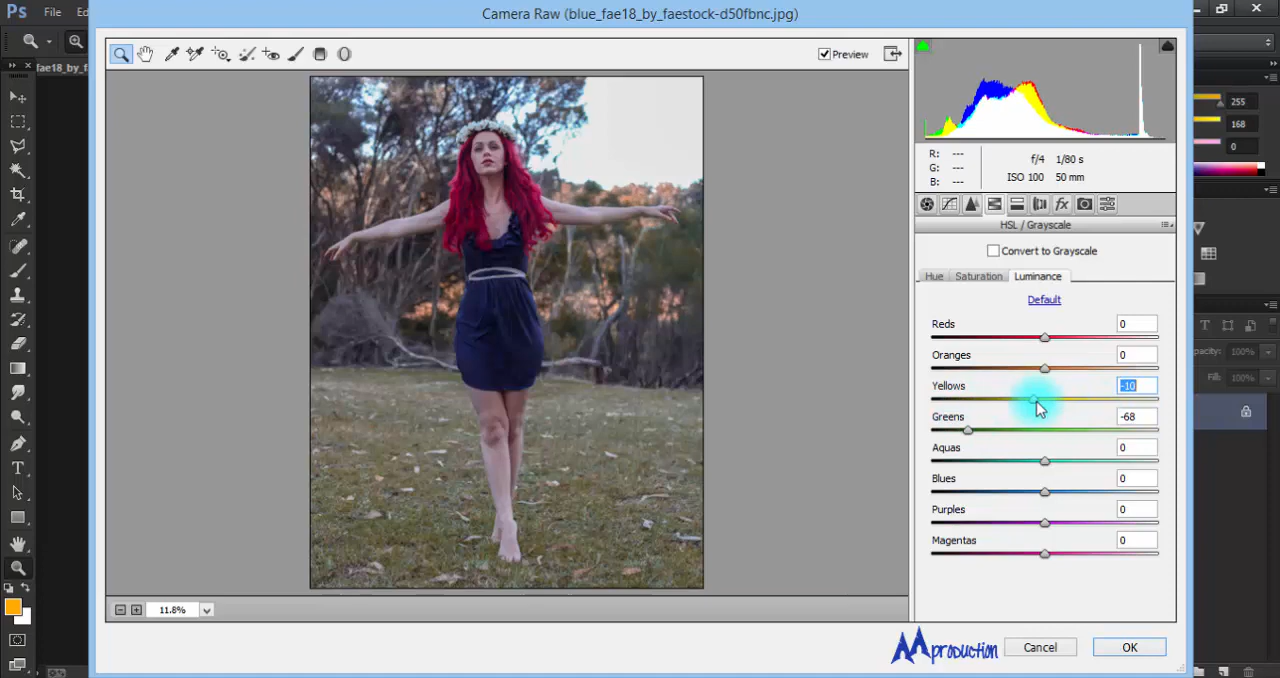 Ps File Ed
Camera Raw (blue_fae18_by_faestock-d50fbnc.jpg)
fae18_by_f
Preview
255
168
0
R: ---
G: ---
B: ---
f/4 1/80 s
ISO 100 50 mm
fx
HSL / Grayscale
Convert to Grayscale
Hue Saturation Luminance
Default
Reds 0
Oranges 0
Yellows -10
Greens -68
Aquas 0
Blues 0
Purples 0
Magentas 0
pacity: 100%
Fill: 100%
T
T
11.8%
AAproduction
Cancel OK